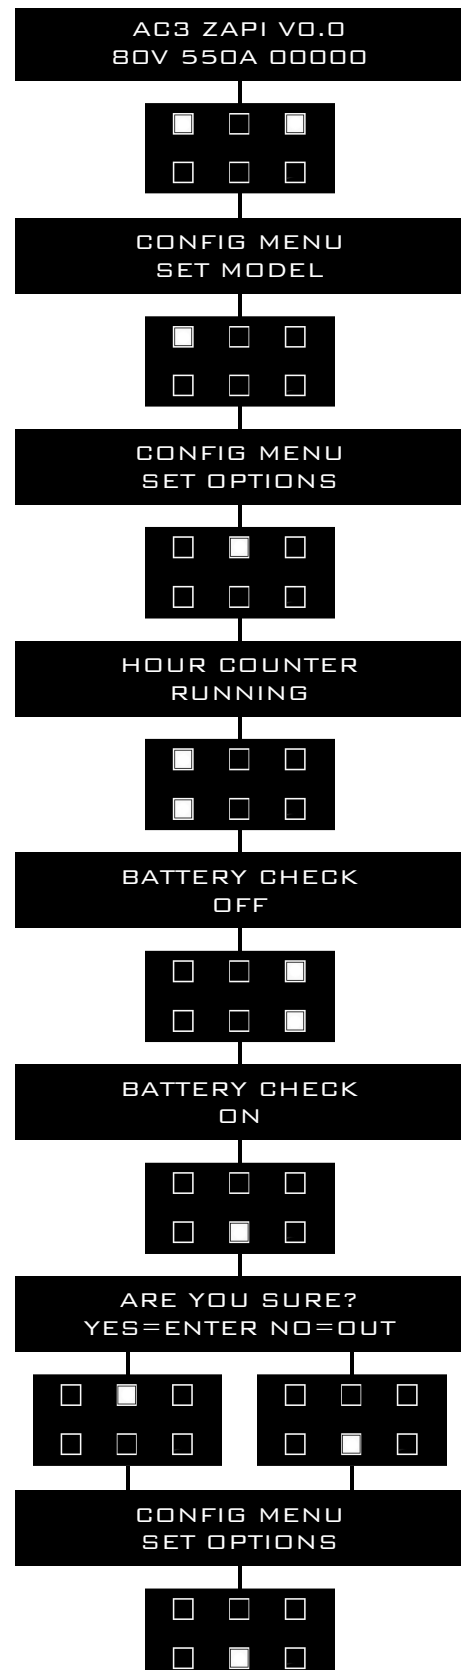 AC3 ZAPI V0.0
80V 550A 00000
CONFIG MENU
SET MODEL
CONFIG MENU
SET OPTIONS
HOUR COUNTER
RUNNING
BATTERY CHECK
OFF
BATTERY CHECK
ON
ARE YOU SURE?
YES=ENTER NO=OUT
CONFIG MENU
SET OPTIONS